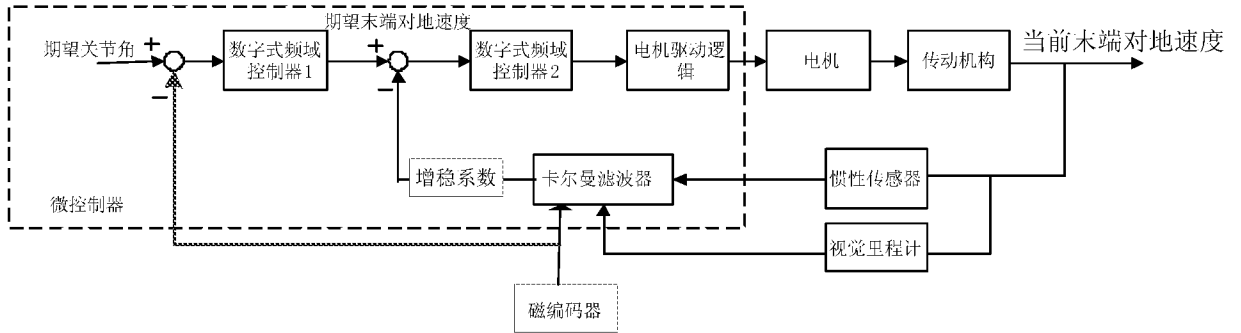 期望末端对地速度
当前末端对地速度
期望关节角
+
−
数字式频域
控制器1
+
−
数字式频域
控制器2
电机驱动逻
辑
电机
传动机构
增稳系数
卡尔曼滤波器
惯性传感器
微控制器
视觉里程计
磁编码器